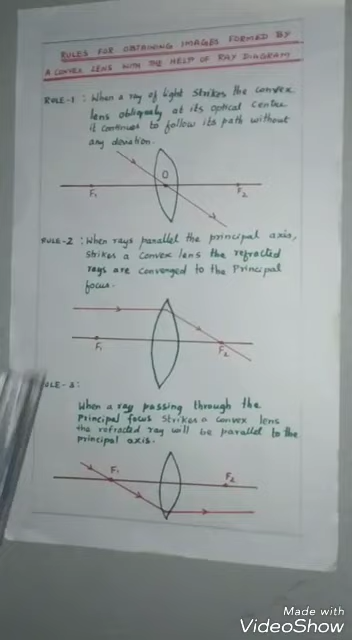 RULES FOR OBTAINING IMAGES FORMED BY
A CONVEX LENS WITH THE HELP OF RAY DIAGRAM
RULE-1 : When a ray of light strikes the convex
lens obliquely at its optical centre
it continues to follow its path without
any deviation.
O
F1
F2
RULE-2 : When rays parallel the principal axis,
strikes a convex lens the refracted
rays are converged to the Principal
focus.
F1
F2
ULE-3:
When a ray passing through the
Principal focus strikes a convex lens
the refracted ray will be parallel to the
principal axis.
F1
F2
Made with
VideoShow